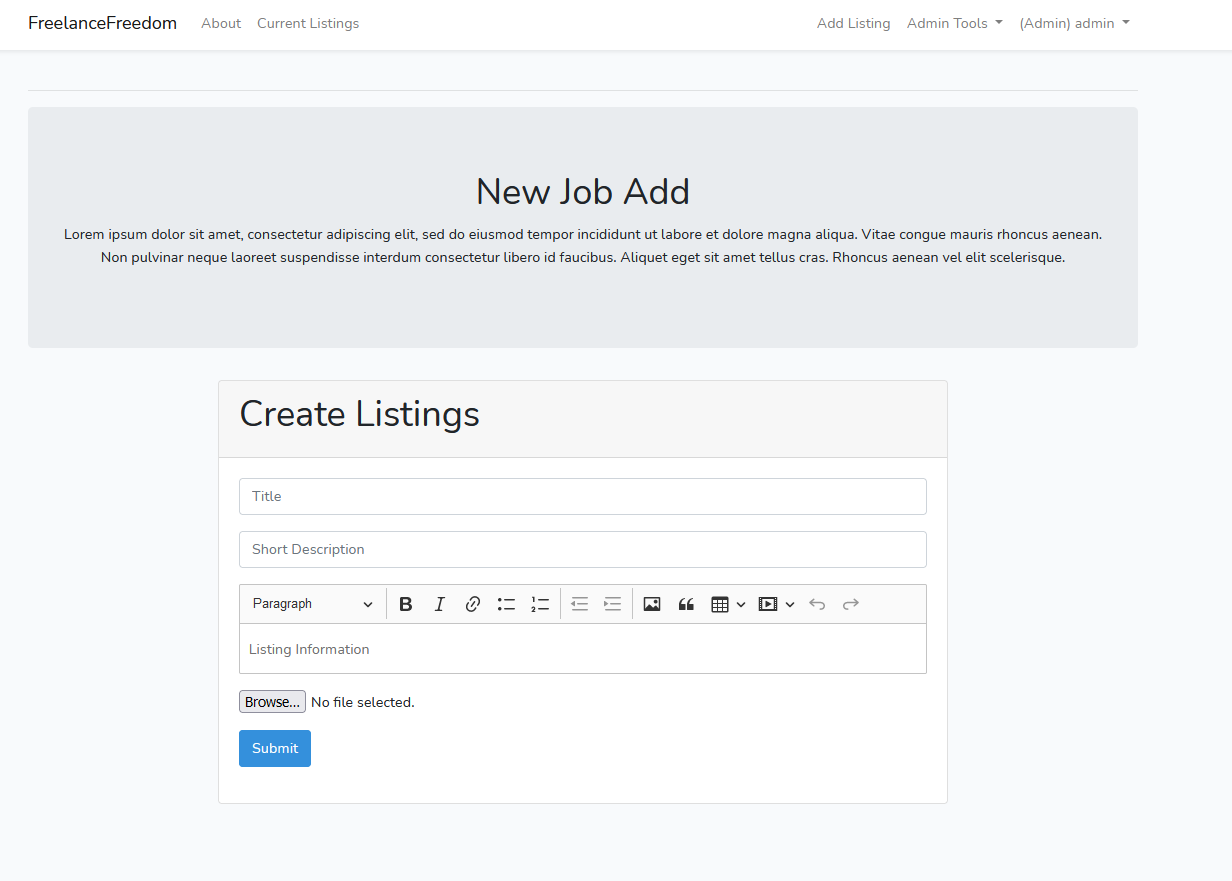 FreelanceFreedom About Current Listings Add Listing Admin Tools (Admin) admin
New Job Add
Lorem ipsum dolor sit amet, consectetur adipiscing elit, sed do eiusmod tempor incididunt ut labore et dolore magna aliqua. Vitae congue mauris rhoncus aenean.
Non pulvinar neque laoreet suspendisse interdum consectetur libero id faucibus. Aliquet eget sit amet tellus cras. Rhoncus aenean vel elit scelerisque.
Create Listings
Title
Short Description
Paragraph
Listing Information
Browse... No file selected.
Submit